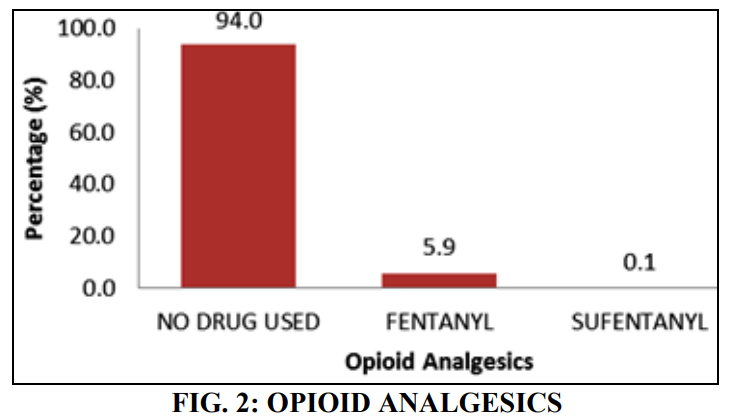 94.0
100.0
80.0
60.0
40.0
20.0
0.0
Percentage (%)
5.9
0.1
NO DRUG USED FENTANYL SUFENTANYL
Opioid Analgesics
FIG. 2: OPIOID ANALGESICS